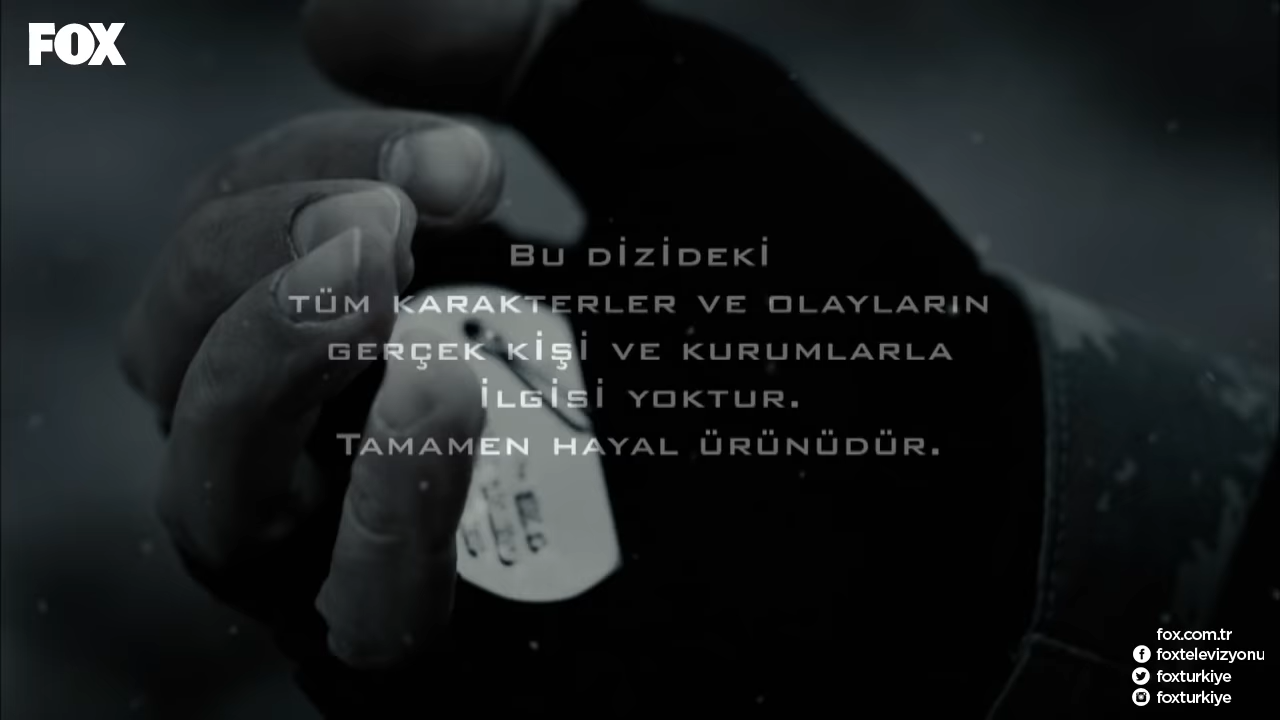 FOX
Bu dizideki
tüm karakterler ve olayların
gerçek kişi ve kurumlarla
ilgisi yoktur.
Tamamen hayal ürünüdür.
fox.com.tr
foxtelevizyonu
foxturkiye
foxturkiye